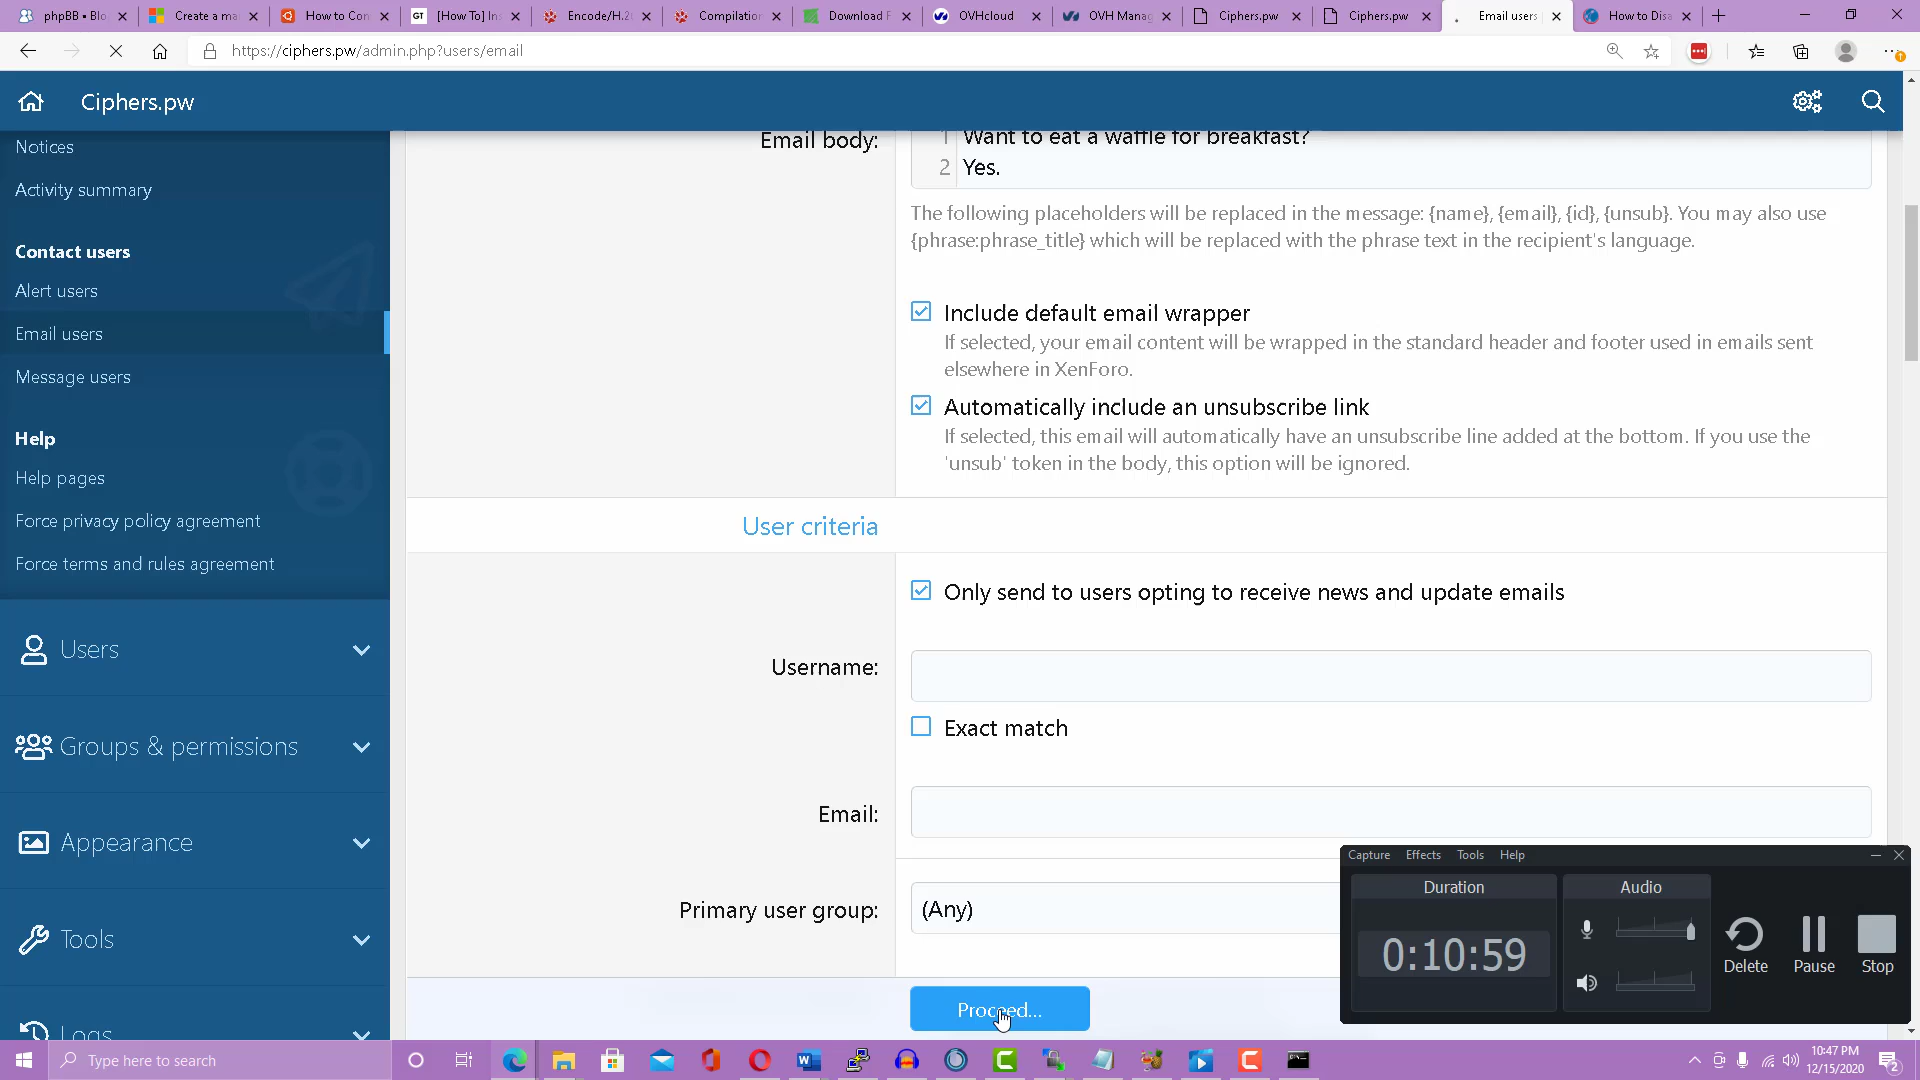 phpBB • Blo
Create a ma
How to Con
GT [How To] Ins
Encode/H.2
Compilation
Download F
OVHcloud
OVH Manag
Ciphers.pw
Ciphers.pw
Email users
How to Disa
https://ciphers.pw/admin.php?users/email
Ciphers.pw
Notices
Activity summary
Contact users
Alert users
Email users
Message users
Help
Help pages
Force privacy policy agreement
Force terms and rules agreement
Users
Groups & permissions
Appearance
Tools
Logs
Email body:
1 Want to eat a waffle for breakfast?
2 Yes.
The following placeholders will be replaced in the message: {name}, {email}, {id}, {unsub}. You may also use
{phrase:phrase_title} which will be replaced with the phrase text in the recipient's language.
Include default email wrapper
If selected, your email content will be wrapped in the standard header and footer used in emails sent
elsewhere in XenForo.
Automatically include an unsubscribe link
If selected, this email will automatically have an unsubscribe line added at the bottom. If you use the
'unsub' token in the body, this option will be ignored.
User criteria
Only send to users opting to receive news and update emails
Username:
Exact match
Email:
Primary user group:
(Any)
Proceed...
Capture Effects Tools Help
Duration
Audio
0:10:59
Delete
Pause
Stop
Type here to search
10:47 PM
12/15/2020
2